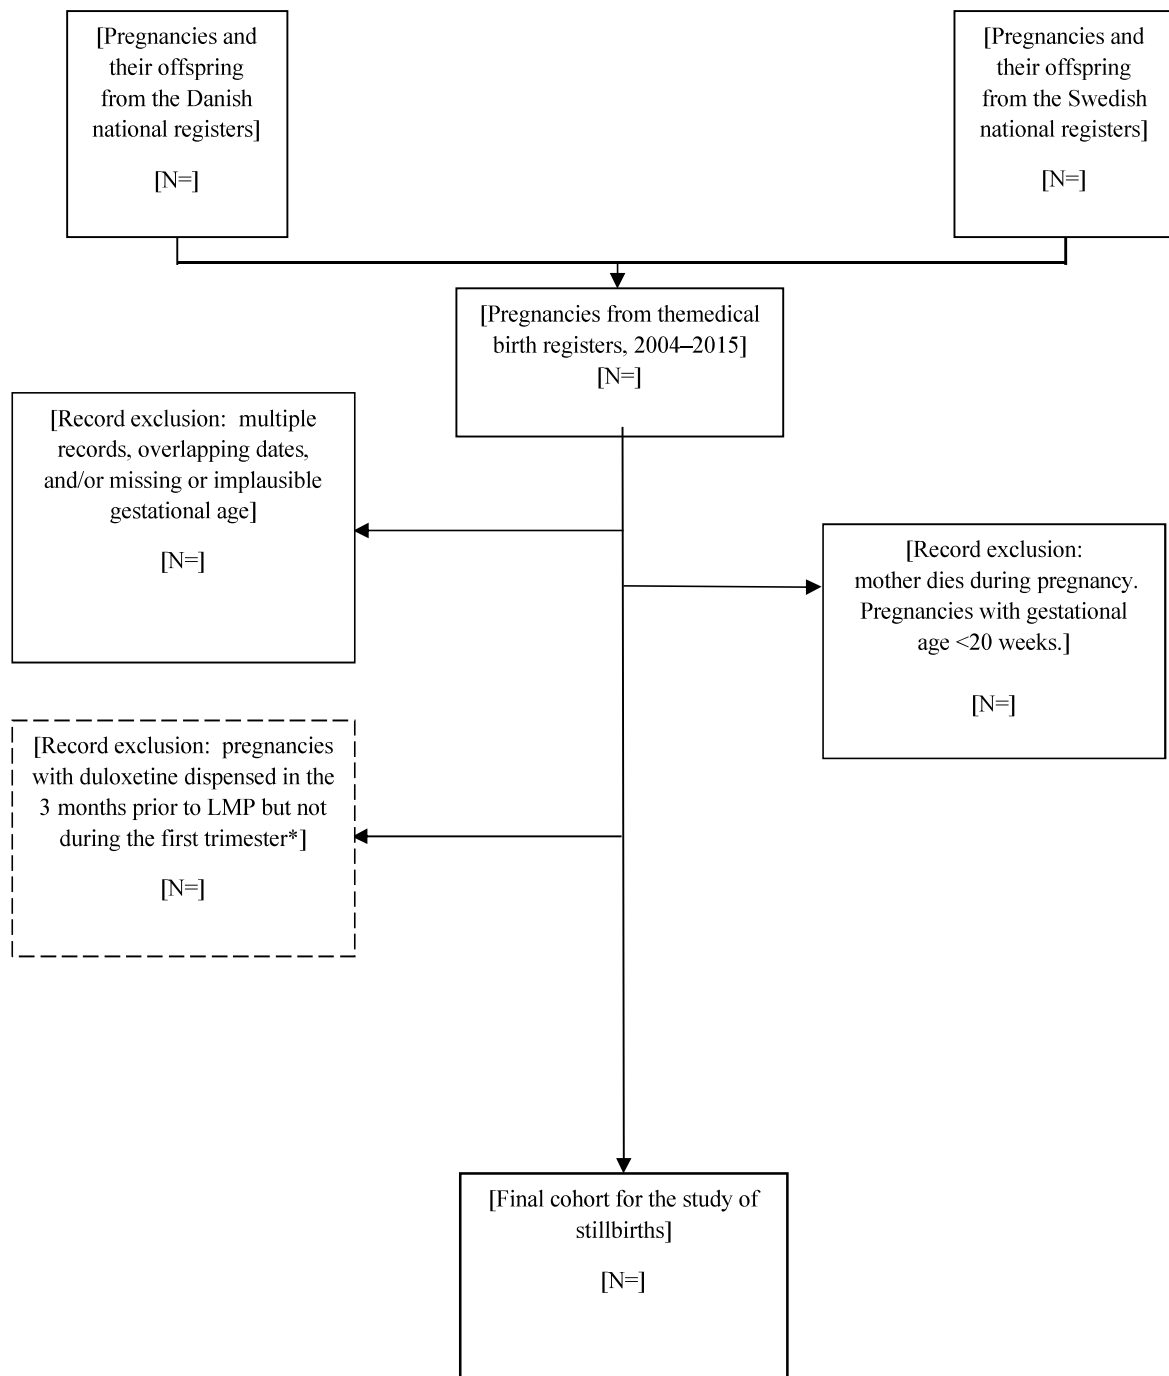 [Pregnancies and
their offspring
from the Danish
national registers]
[N=]
[Pregnancies and
their offspring
from the Swedish
national registers]
[N=]
[Pregnancies from themedical
birth registers, 2004–2015]
[N=]
[Record exclusion:  multiple
records, overlapping dates,
and/or missing or implausible
gestational age]
[N=]
[Record exclusion:
mother dies during pregnancy.
Pregnancies with gestational
age <20 weeks.]
[N=]
[Record exclusion:  pregnancies
with duloxetine dispensed in the
3 months prior to LMP but not
during the first trimester*]
[N=]
[Final cohort for the study of
stillbirths]
[N=]